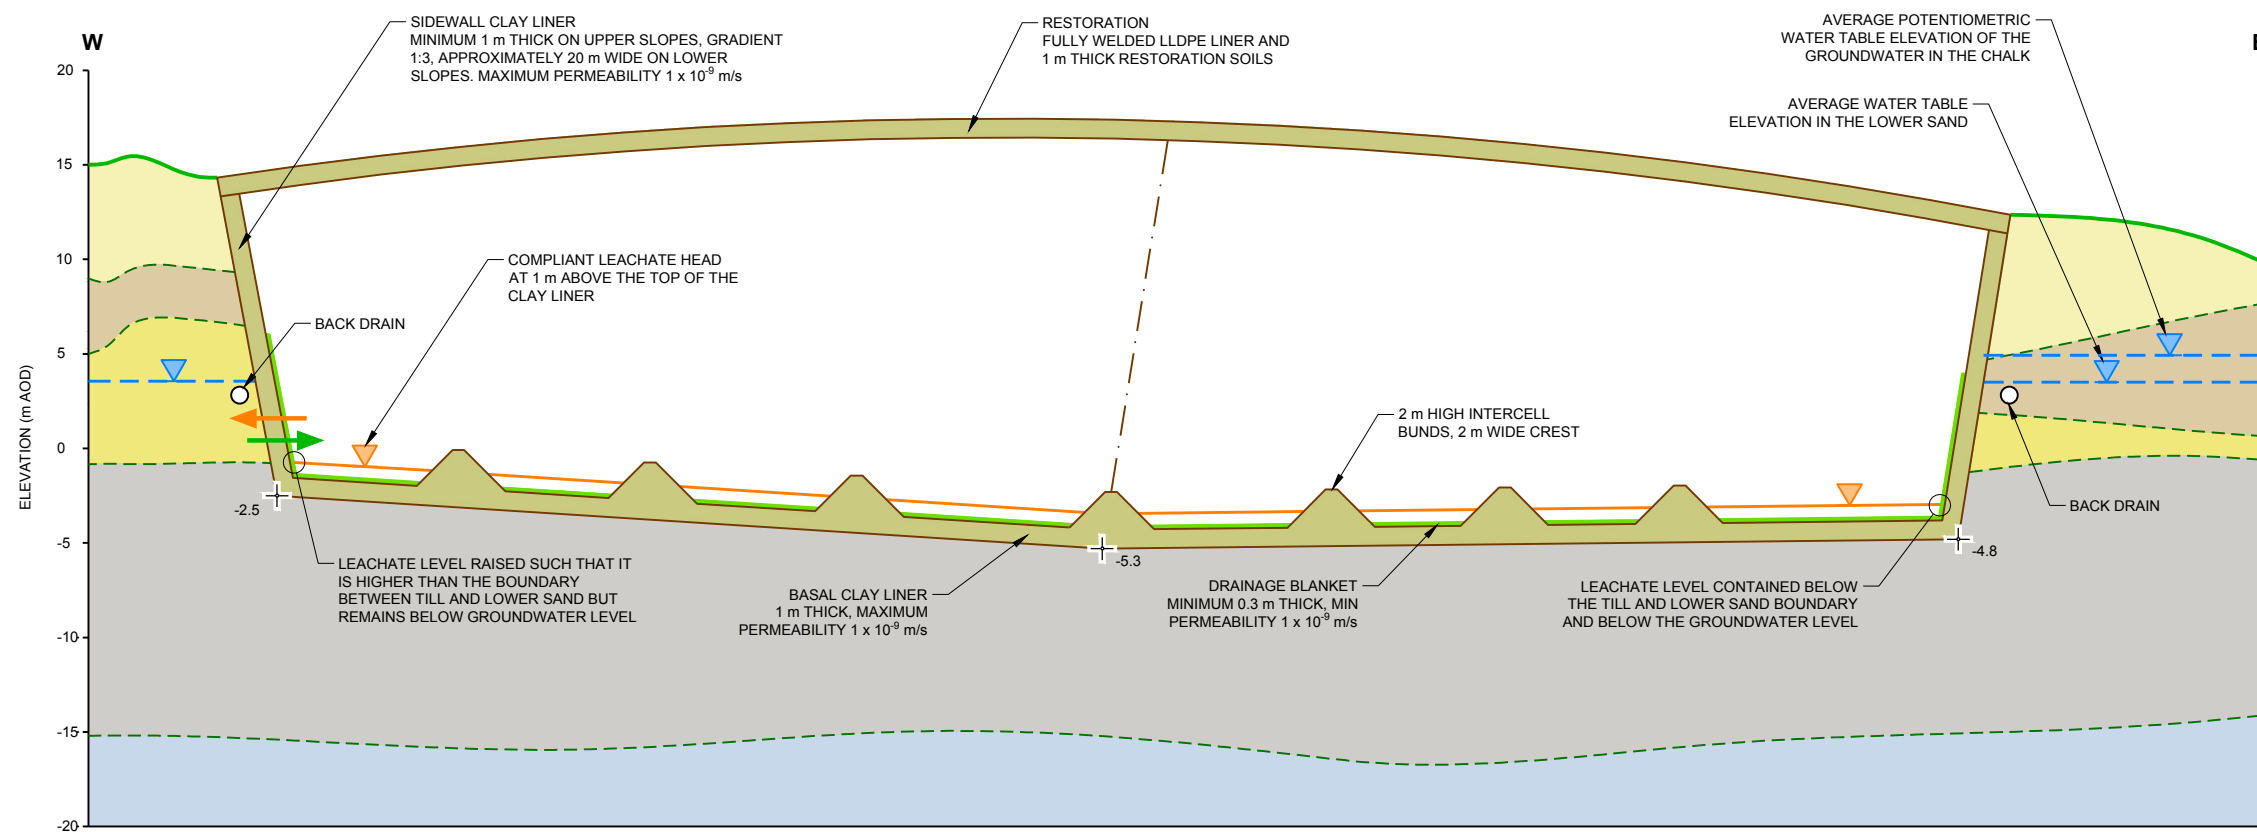 W
SIDEWALL CLAY LINER
MINIMUM 1 m THICK ON UPPER SLOPES, GRADIENT
1:3, APPROXIMATELY 20 m WIDE ON LOWER
SLOPES. MAXIMUM PERMEABILITY 1 x 10⁻⁹ m/s
RESTORATION
FULLY WELDED LLDPE LINER AND
1 m THICK RESTORATION SOILS
AVERAGE POTENTIOMETRIC
WATER TABLE ELEVATION OF THE
GROUNDWATER IN THE CHALK
AVERAGE WATER TABLE
ELEVATION IN THE LOWER SAND
COMPLIANT LEACHATE HEAD
AT 1 m ABOVE THE TOP OF THE
CLAY LINER
BACK DRAIN
2 m HIGH INTERCELL
BUNDS, 2 m WIDE CREST
BACK DRAIN
-2.5
-5.3
-4.8
LEACHATE LEVEL RAISED SUCH THAT IT
IS HIGHER THAN THE BOUNDARY
BETWEEN TILL AND LOWER SAND BUT
REMAINS BELOW GROUNDWATER LEVEL
BASAL CLAY LINER
1 m THICK, MAXIMUM
PERMEABILITY 1 x 10⁻⁹ m/s
DRAINAGE BLANKET
MINIMUM 0.3 m THICK, MIN
PERMEABILITY 1 x 10⁻⁹ m/s
LEACHATE LEVEL CONTAINED BELOW
THE TILL AND LOWER SAND BOUNDARY
AND BELOW THE GROUNDWATER LEVEL
ELEVATION (m AOD)
20
15
10
5
0
-5
-10
-15
-20